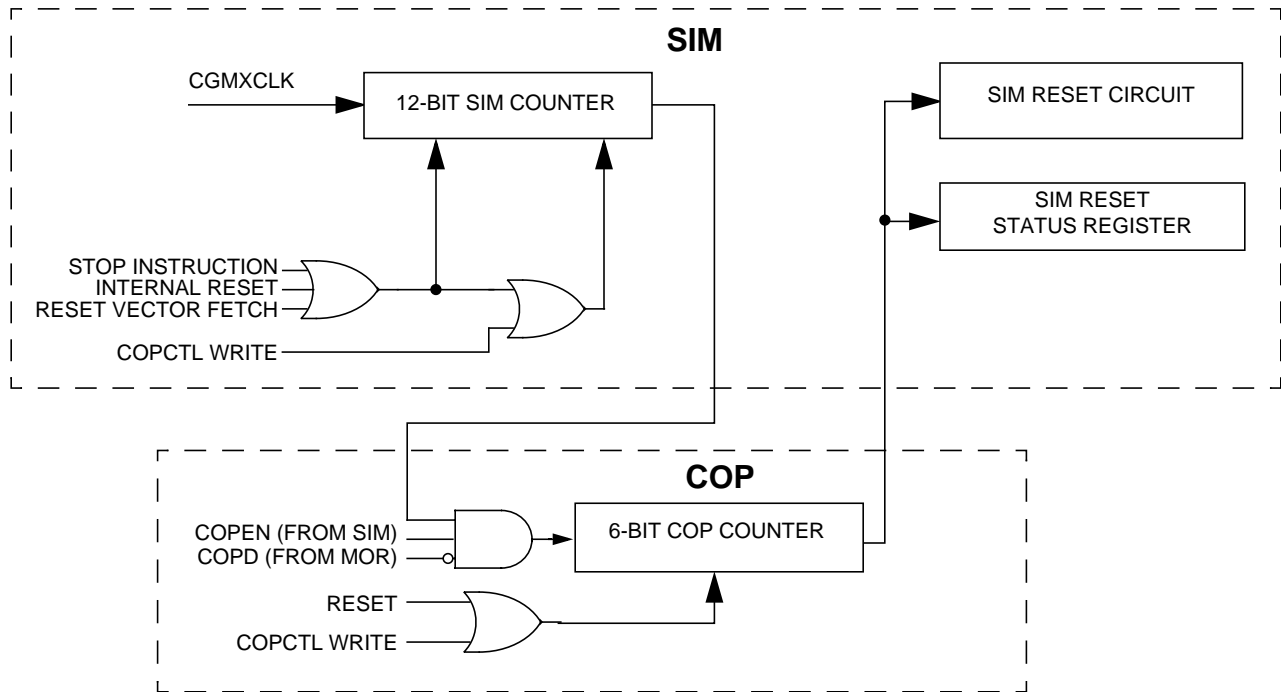 SIM
CGMXCLK
12-BIT SIM COUNTER
SIM RESET CIRCUIT
SIM RESET
STATUS REGISTER
STOP INSTRUCTION
INTERNAL RESET
RESET VECTOR FETCH
COPCTL WRITE
COP
COPEN (FROM SIM)
COPD (FROM MOR)
6-BIT COP COUNTER
RESET
COPCTL WRITE